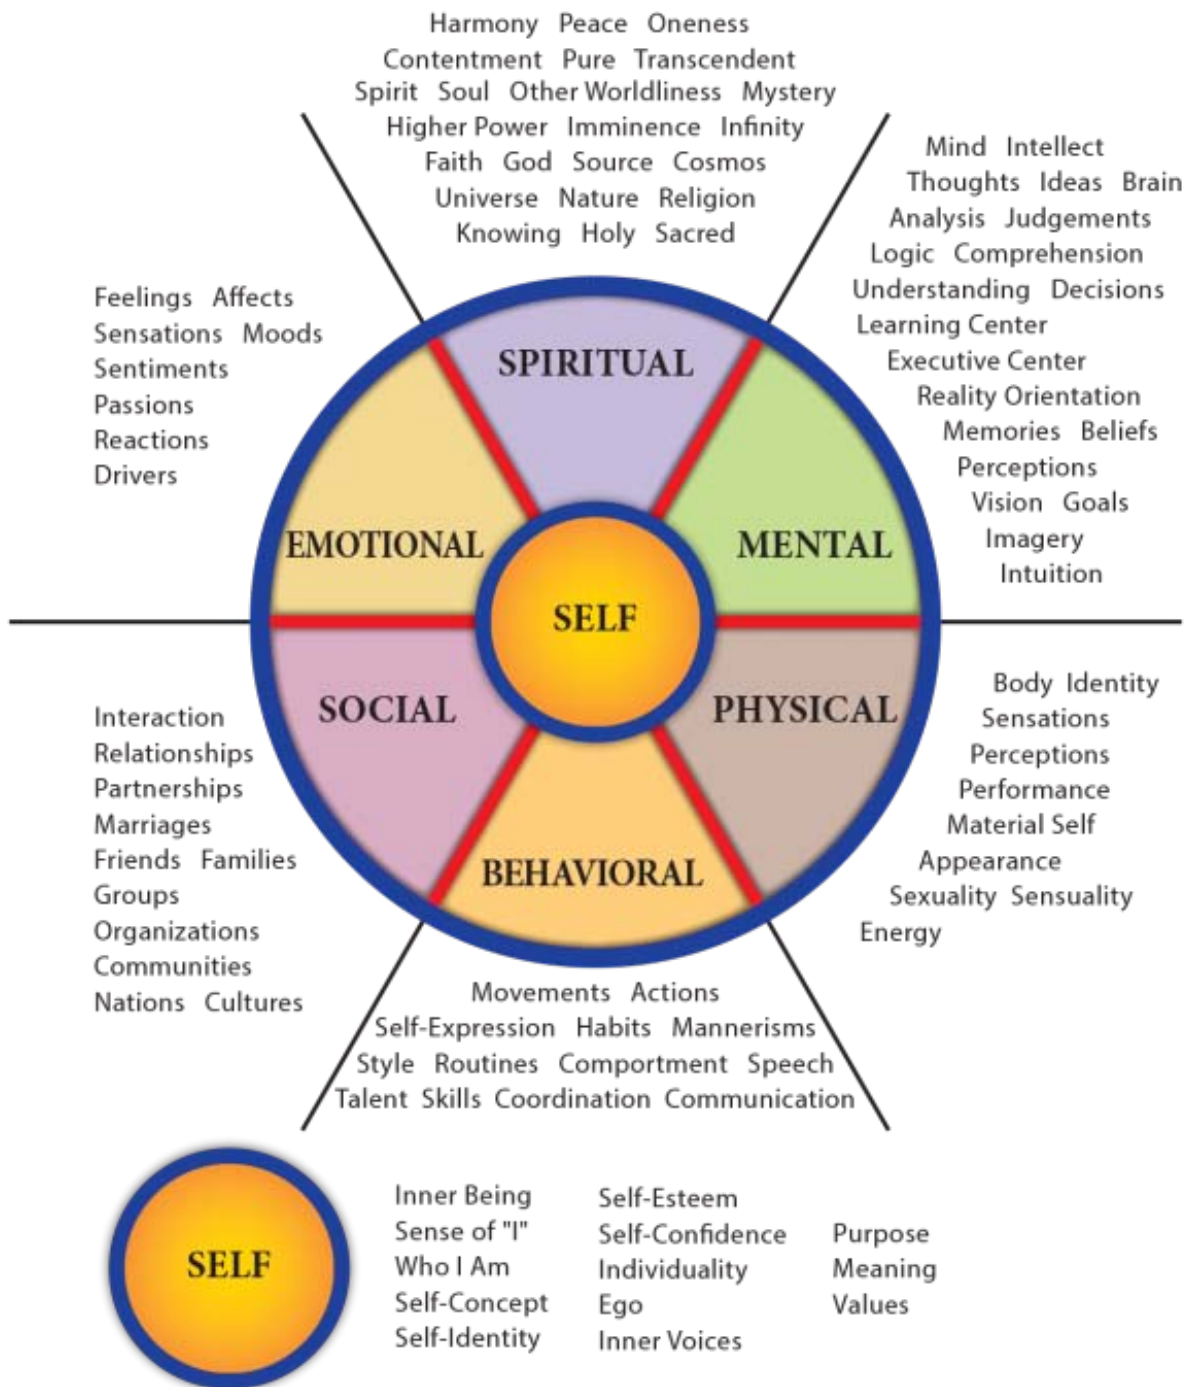 Harmony Peace Oneness
Contentment Pure Transcendent
Spirit Soul Other Worldliness Mystery
Higher Power Imminence Infinity
Faith God Source Cosmos
Universe Nature Religion
Knowing Holy Sacred
Mind Intellect
Thoughts Ideas Brain
Analysis Judgements
Logic Comprehension
Understanding Decisions
Learning Center
Executive Center
Reality Orientation
Memories Beliefs
Perceptions
Vision Goals
Imagery
Intuition
Feelings Affects
Sensations Moods
Sentiments
Passions
Reactions
Drivers
SPIRITUAL
EMOTIONAL
MENTAL
SELF
SOCIAL
PHYSICAL
BEHAVIORAL
Body Identity
Sensations
Perceptions
Performance
Material Self
Appearance
Sexuality Sensuality
Energy
Interaction
Relationships
Partnerships
Marriages
Friends Families
Groups
Organizations
Communities
Nations Cultures
Movements Actions
Self-Expression Habits Mannerisms
Style Routines Comportment Speech
Talent Skills Coordination Communication
SELF
Inner Being
Sense of "I"
Who I Am
Self-Concept
Self-Identity
Self-Esteem
Self-Confidence
Individuality
Ego
Inner Voices
Purpose
Meaning
Values